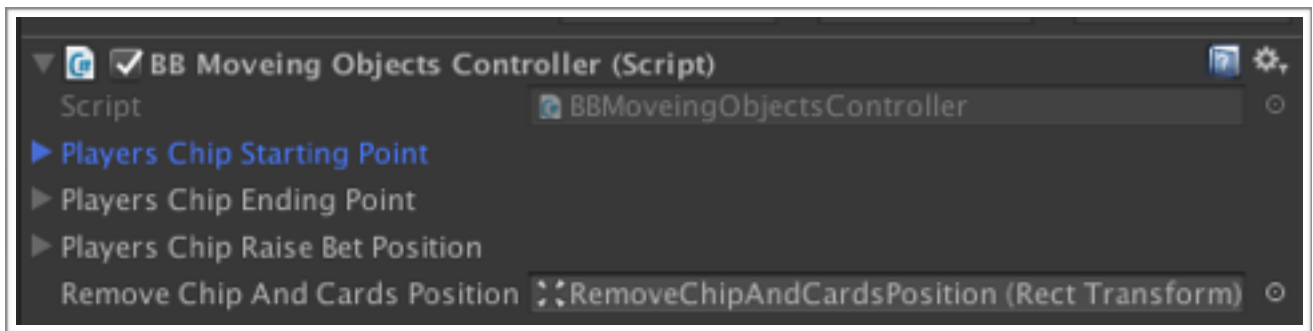 BB Moveing Objects Controller (Script)
Script BBMoveingObjectsController
Players Chip Starting Point
Players Chip Ending Point
Players Chip Raise Bet Position
Remove Chip And Cards Position RemoveChipAndCardsPosition (Rect Transform)